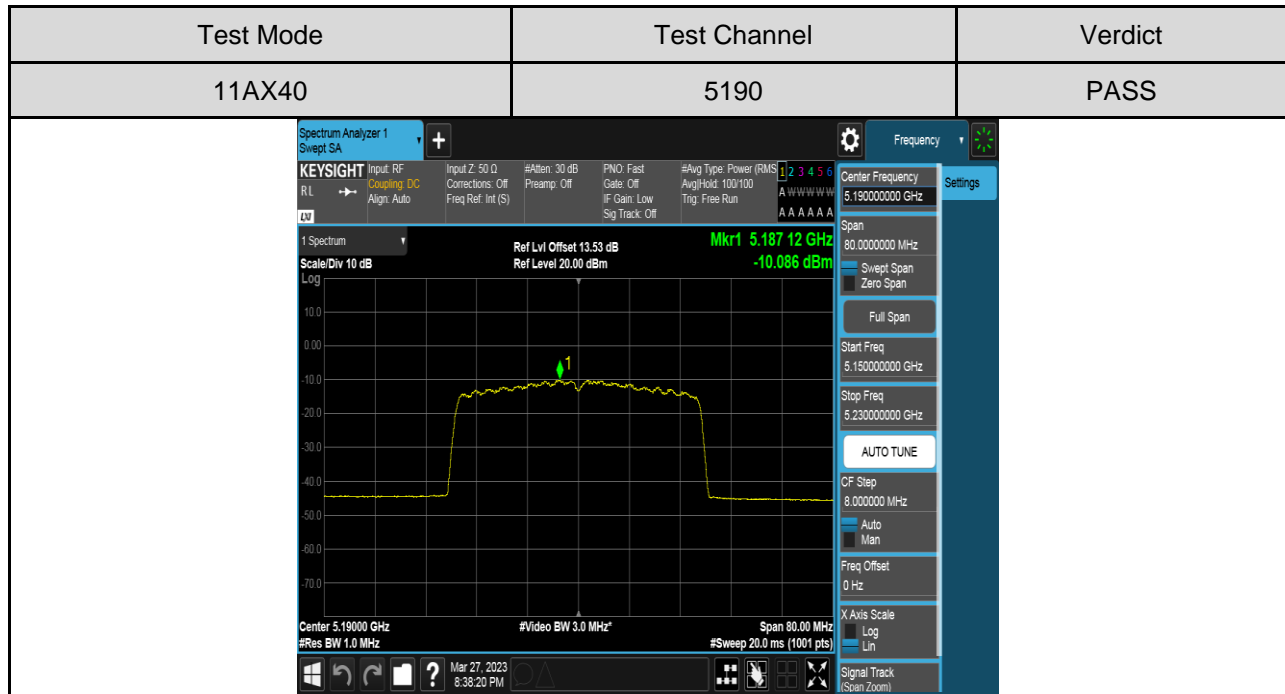 Test Mode Test Channel Verdict
11AX40 5190 PASS
Spectrum Analyzer 1
Swept SA
+
Frequency
KEYSIGHT
RL
LXI
Input: RF
Coupling: DC
Align: Auto
Input Z: 50 Ω
Corrections: Off
Freq Ref: Int (S)
#Atten: 30 dB
Preamp: Off
PNO: Fast
Gate: Off
IF Gain: Low
Sig Track: Off
#Avg Type: Power (RMS
Avg|Hold: 100/100
Trig: Free Run
1 2 3 4 5 6
A W W W W W
A A A A A A
1 Spectrum
Scale/Div 10 dB
Ref Lvl Offset 13.53 dB
Ref Level 20.00 dBm
Mkr1 5.187 12 GHz
-10.086 dBm
Log
10.0
0.00
-10.0
-20.0
-30.0
-40.0
-50.0
-60.0
-70.0
1
Center 5.19000 GHz
#Res BW 1.0 MHz
#Video BW 3.0 MHz*
Span 80.00 MHz
#Sweep 20.0 ms (1001 pts)
Center Frequency
5.190000000 GHz
Settings
Span
80.0000000 MHz
Swept Span
Zero Span
Full Span
Start Freq
5.150000000 GHz
Stop Freq
5.230000000 GHz
AUTO TUNE
CF Step
8.000000 MHz
Auto
Man
Freq Offset
0 Hz
X Axis Scale
Log
Lin
Signal Track
(Span Zoom)
?
Mar 27, 2023
8:38:20 PM